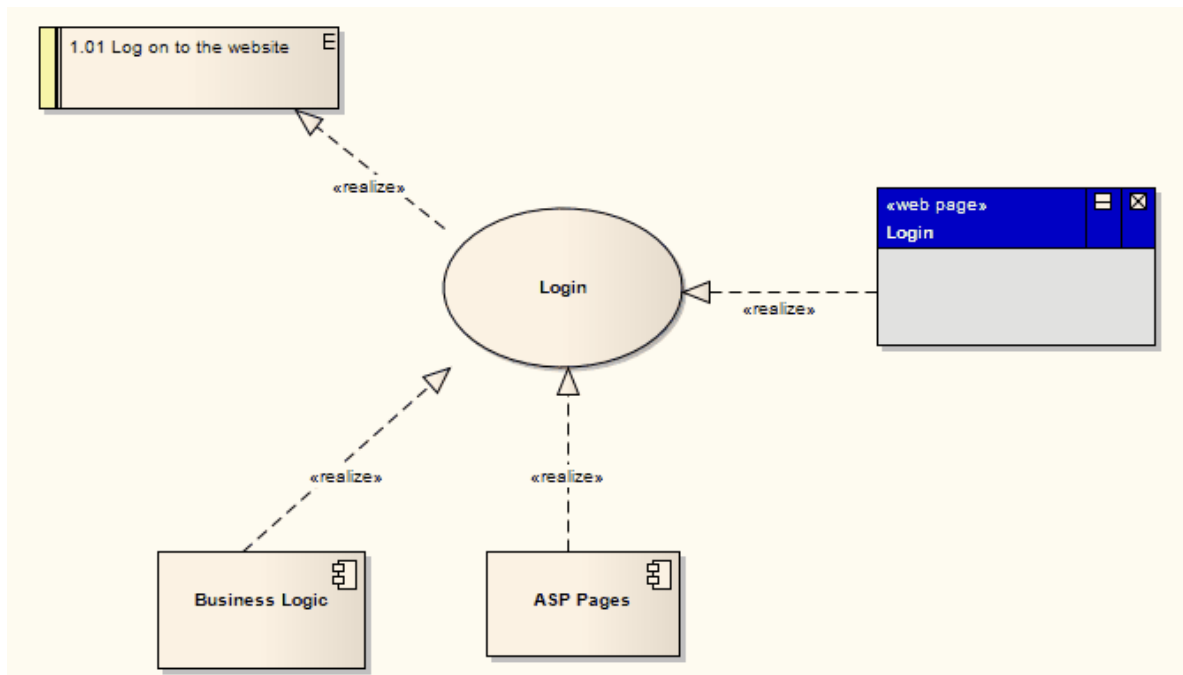 1.01 Log on to the website
E
«realize»
«web page»
Login
Login
«realize»
«realize»
«realize»
Business Logic
ASP Pages